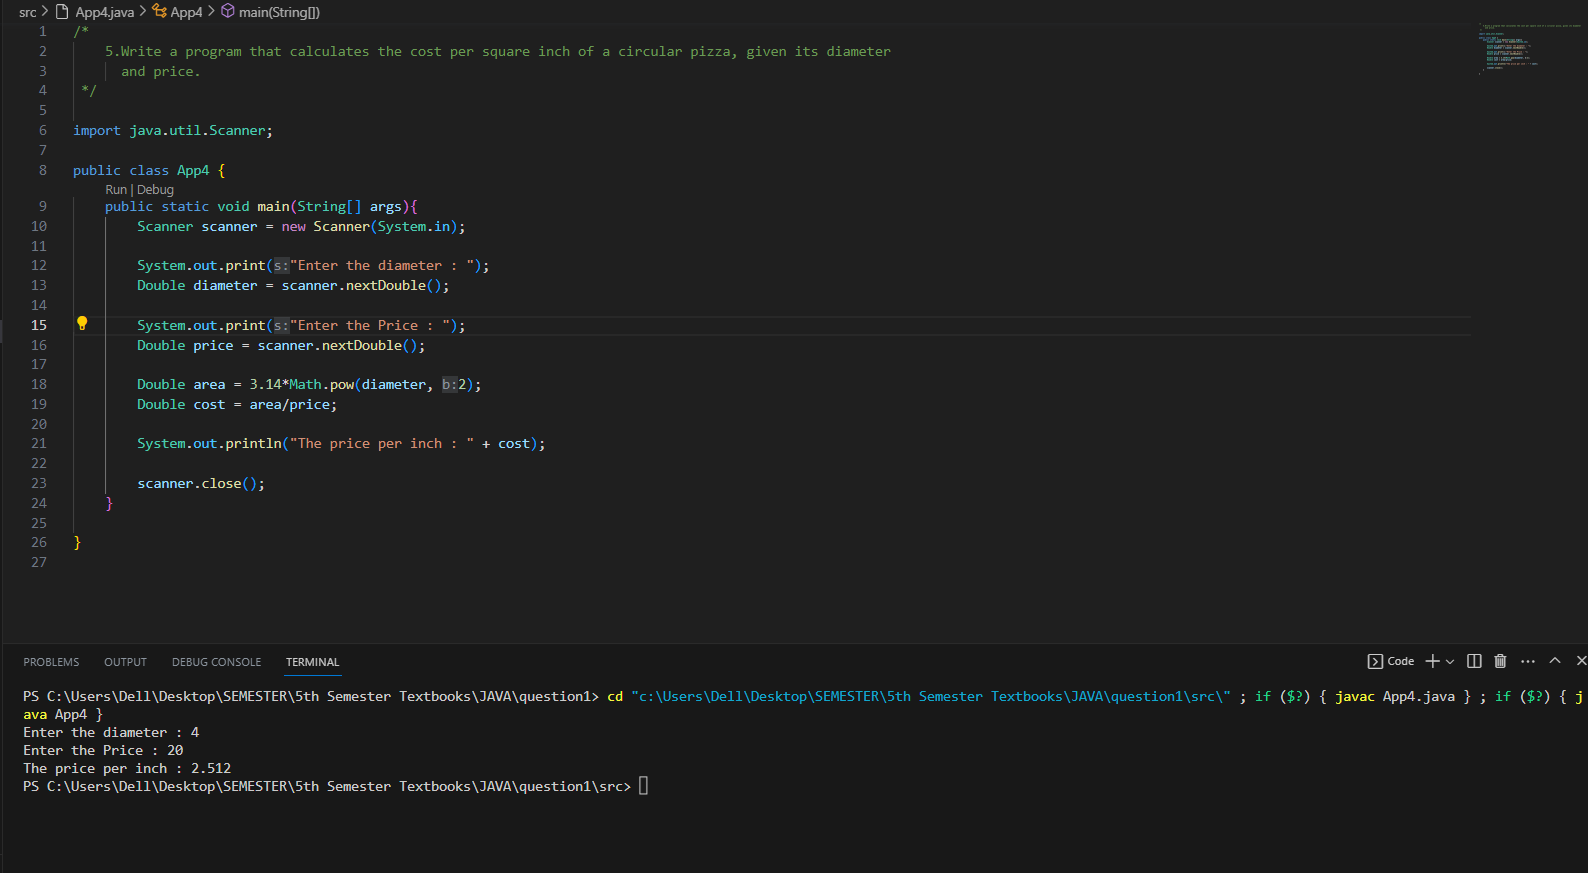 src > App4.java > App4 > main(String[])
1 /*
2 5.Write a program that calculates the cost per square inch of a circular pizza, given its diameter
3 and price.
4 */
5
6 import java.util.Scanner;
7
8 public class App4 {
Run | Debug
9 public static void main(String[] args){
10 Scanner scanner = new Scanner(System.in);
11
12 System.out.print(s:"Enter the diameter : ");
13 Double diameter = scanner.nextDouble();
14
15 System.out.print(s:"Enter the Price : ");
16 Double price = scanner.nextDouble();
17
18 Double area = 3.14*Math.pow(diameter, b:2);
19 Double cost = area/price;
20
21 System.out.println("The price per inch : " + cost);
22
23 scanner.close();
24 }
25
26 }
27
PROBLEMS OUTPUT DEBUG CONSOLE TERMINAL Code
PS C:\Users\Dell\Desktop\SEMESTER\5th Semester Textbooks\JAVA\question1> cd "c:\Users\Dell\Desktop\SEMESTER\5th Semester Textbooks\JAVA\question1\src\" ; if ($?) { javac App4.java } ; if ($?) { j
ava App4 }
Enter the diameter : 4
Enter the Price : 20
The price per inch : 2.512
PS C:\Users\Dell\Desktop\SEMESTER\5th Semester Textbooks\JAVA\question1\src>